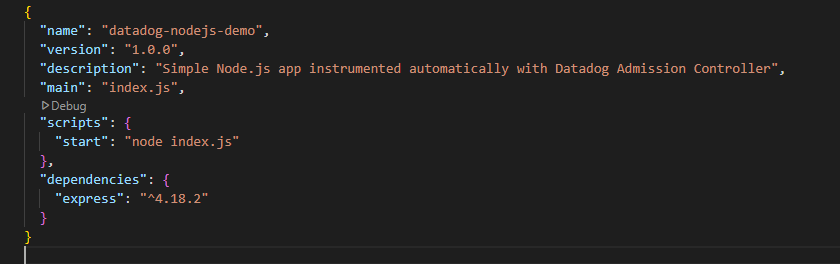 {
"name": "datadog-nodejs-demo",
"version": "1.0.0",
"description": "Simple Node.js app instrumented automatically with Datadog Admission Controller",
"main": "index.js",
Debug
"scripts": {
"start": "node index.js"
},
"dependencies": {
"express": "^4.18.2"
}
}